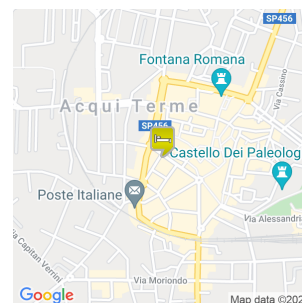 SP456
Fontana Romana
Via Cassino
Acqui Terme
SP456
Castello Dei Paleolog
Poste Italiane
Via Alessandria
Via Capitan Verrini
Via Moriondo
Google
Map data ©202